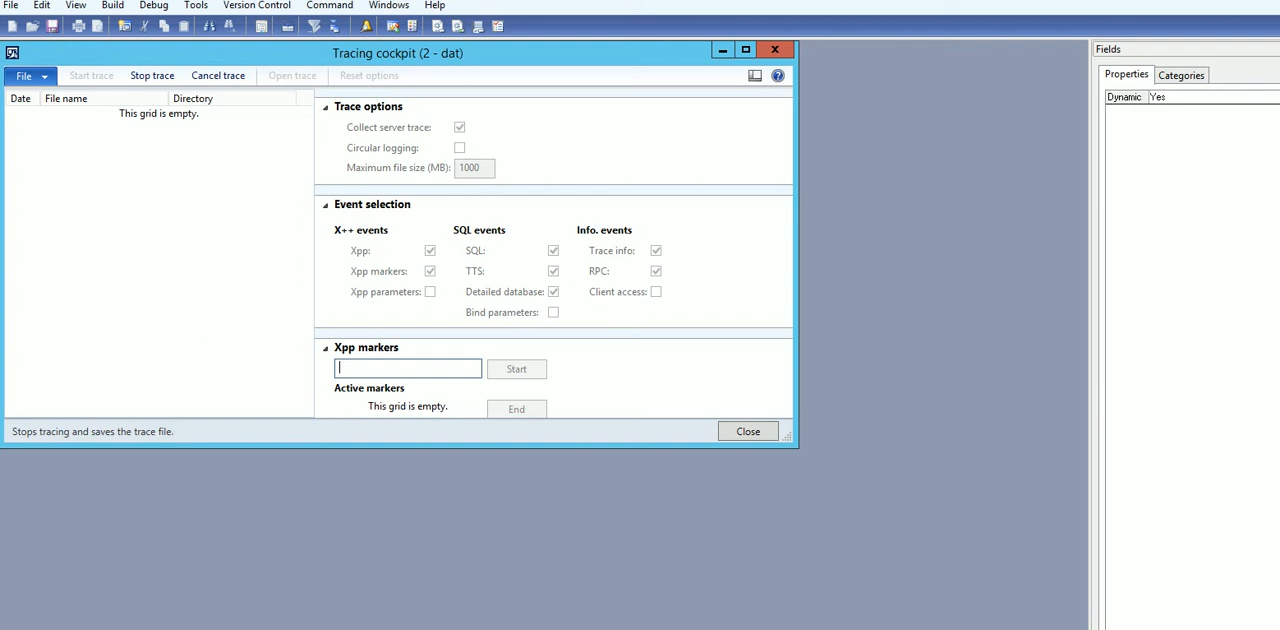 File Edit View Build Debug Tools Version Control Command Windows Help
Tracing cockpit (2 - dat)
File Start trace Stop trace Cancel trace Open trace Reset options
Date File name Directory
This grid is empty.
Trace options
Collect server trace:
Circular logging:
Maximum file size (MB): 1000
Event selection
X++ events SQL events Info. events
Xpp: SQL: Trace info:
Xpp markers: TTS: RPC:
Xpp parameters: Detailed database: Client access:
Bind parameters:
Xpp markers
Start
Active markers
This grid is empty. End
Stops tracing and saves the trace file. Close
Fields
Properties Categories
Dynamic Yes